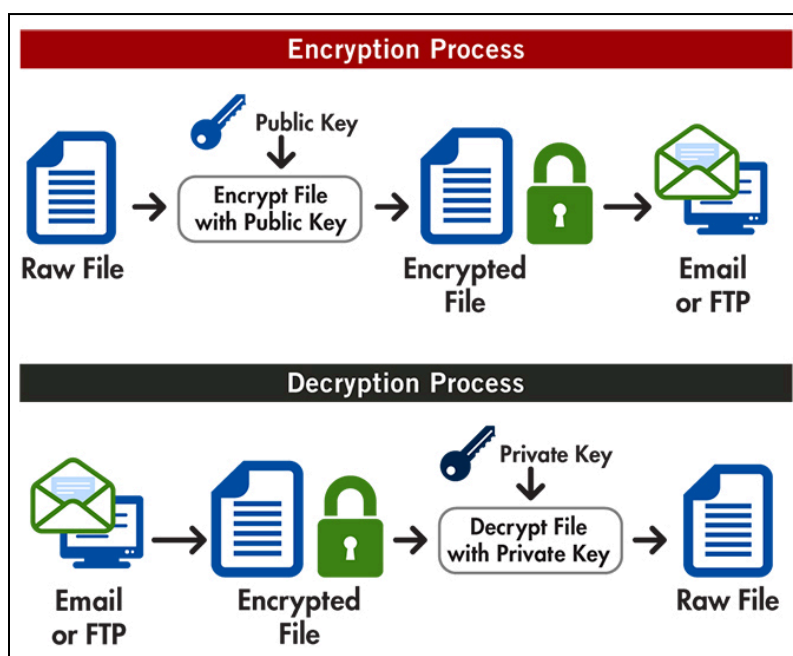 Encryption Process
Public Key
Encrypt File
with Public Key
Raw File
Encrypted
File
Email
or FTP
Decryption Process
Private Key
Decrypt File
with Private Key
Email
or FTP
Encrypted
File
Raw File